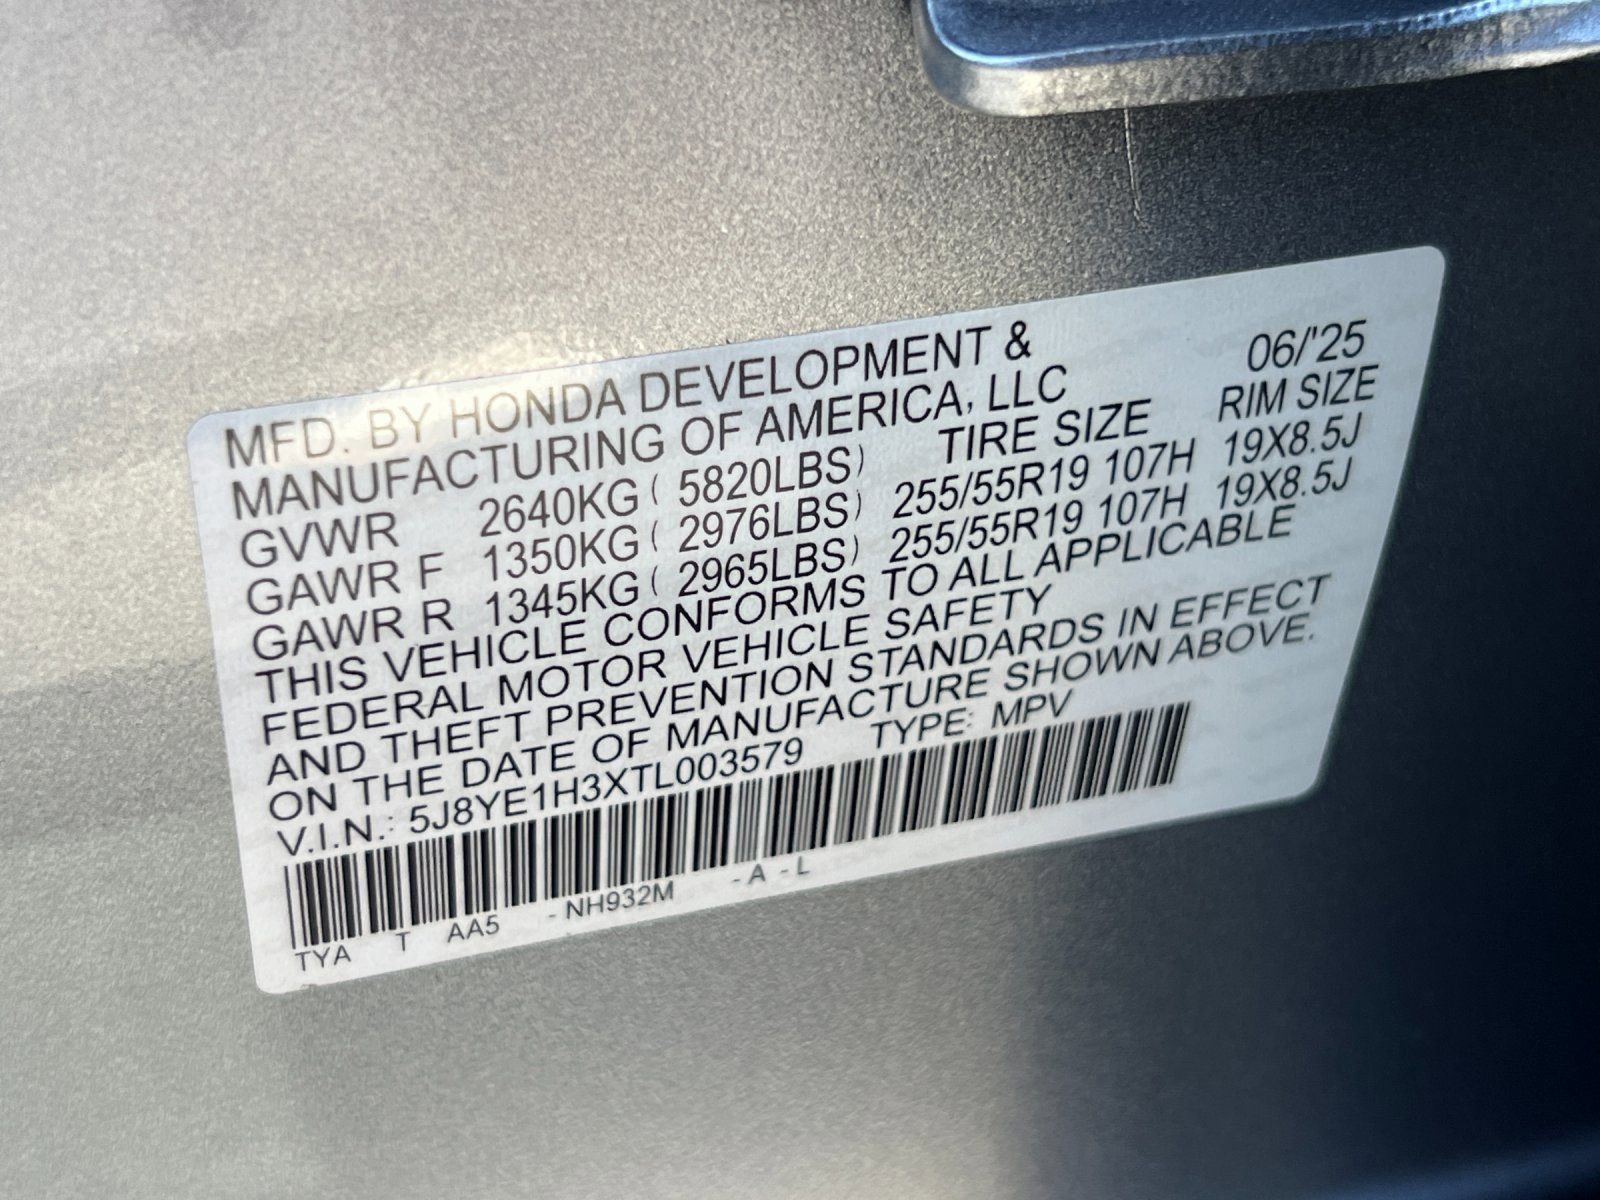 MFD. BY HONDA DEVELOPMENT & 06/'25
MANUFACTURING OF AMERICA, LLC
TIRE SIZE RIM SIZE
GVWR 2640KG ( 5820LBS)
GAWR F 1350KG ( 2976LBS) 255/55R19 107H 19X8.5J
GAWR R 1345KG ( 2965LBS) 255/55R19 107H 19X8.5J
THIS VEHICLE CONFORMS TO ALL APPLICABLE
FEDERAL MOTOR VEHICLE SAFETY
AND THEFT PREVENTION STANDARDS IN EFFECT
ON THE DATE OF MANUFACTURE SHOWN ABOVE.
V.I.N.: 5J8YE1H3XTL003579 TYPE: MPV
TYA T AA5 -NH932M -A -L